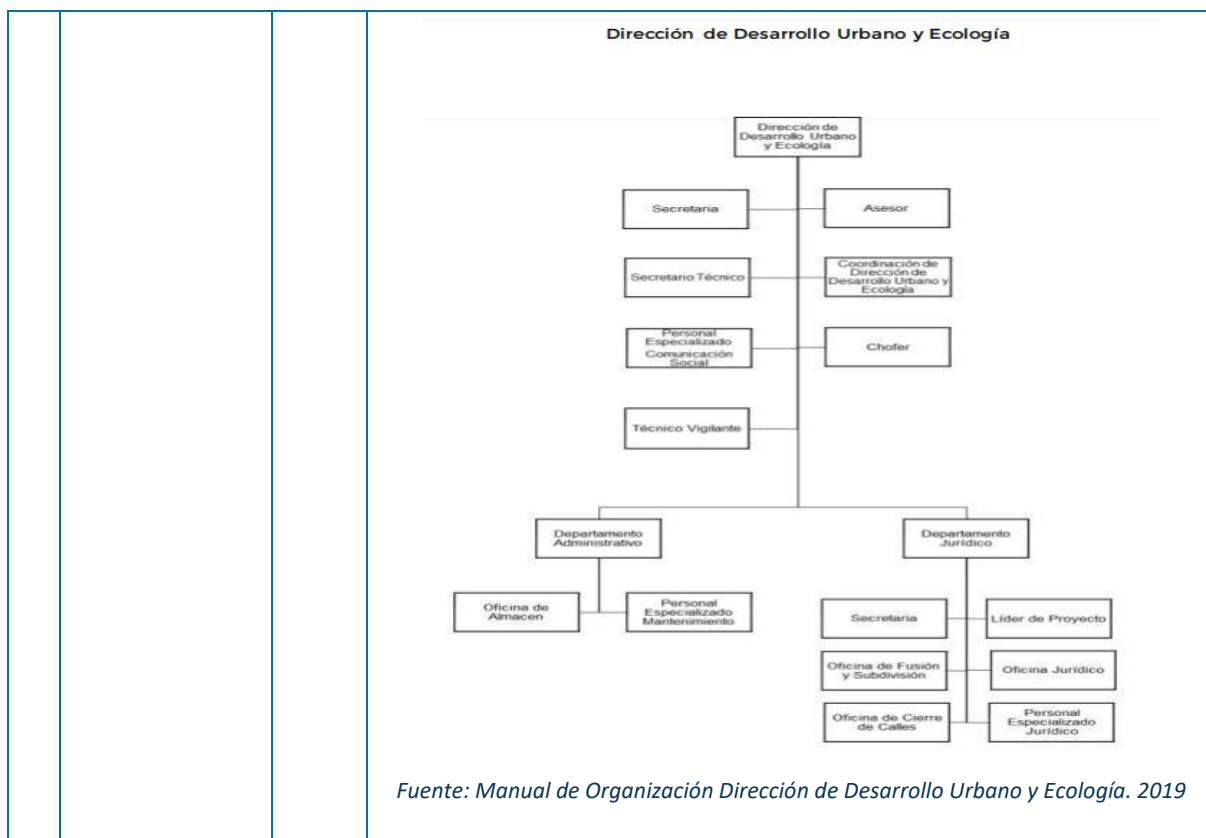 Dirección de Desarrollo Urbano y Ecología
Dirección de
Desarrollo Urbano
y Ecología
Secretaria
Asesor
Secretario Técnico
Coordinación de
Dirección de
Desarrollo Urbano y
Ecología
Personal
Especializado
Comunicación
Social
Chofer
Técnico Vigilante
Departamento
Administrativo
Departamento
Jurídico
Oficina de
Almacen
Personal
Especializado
Mantenimiento
Secretaria
Líder de Proyecto
Oficina de Fusión
y Subdivisión
Oficina Jurídico
Oficina de Cierre
de Calles
Personal
Especializado
Jurídico
Fuente: Manual de Organización Dirección de Desarrollo Urbano y Ecología. 2019